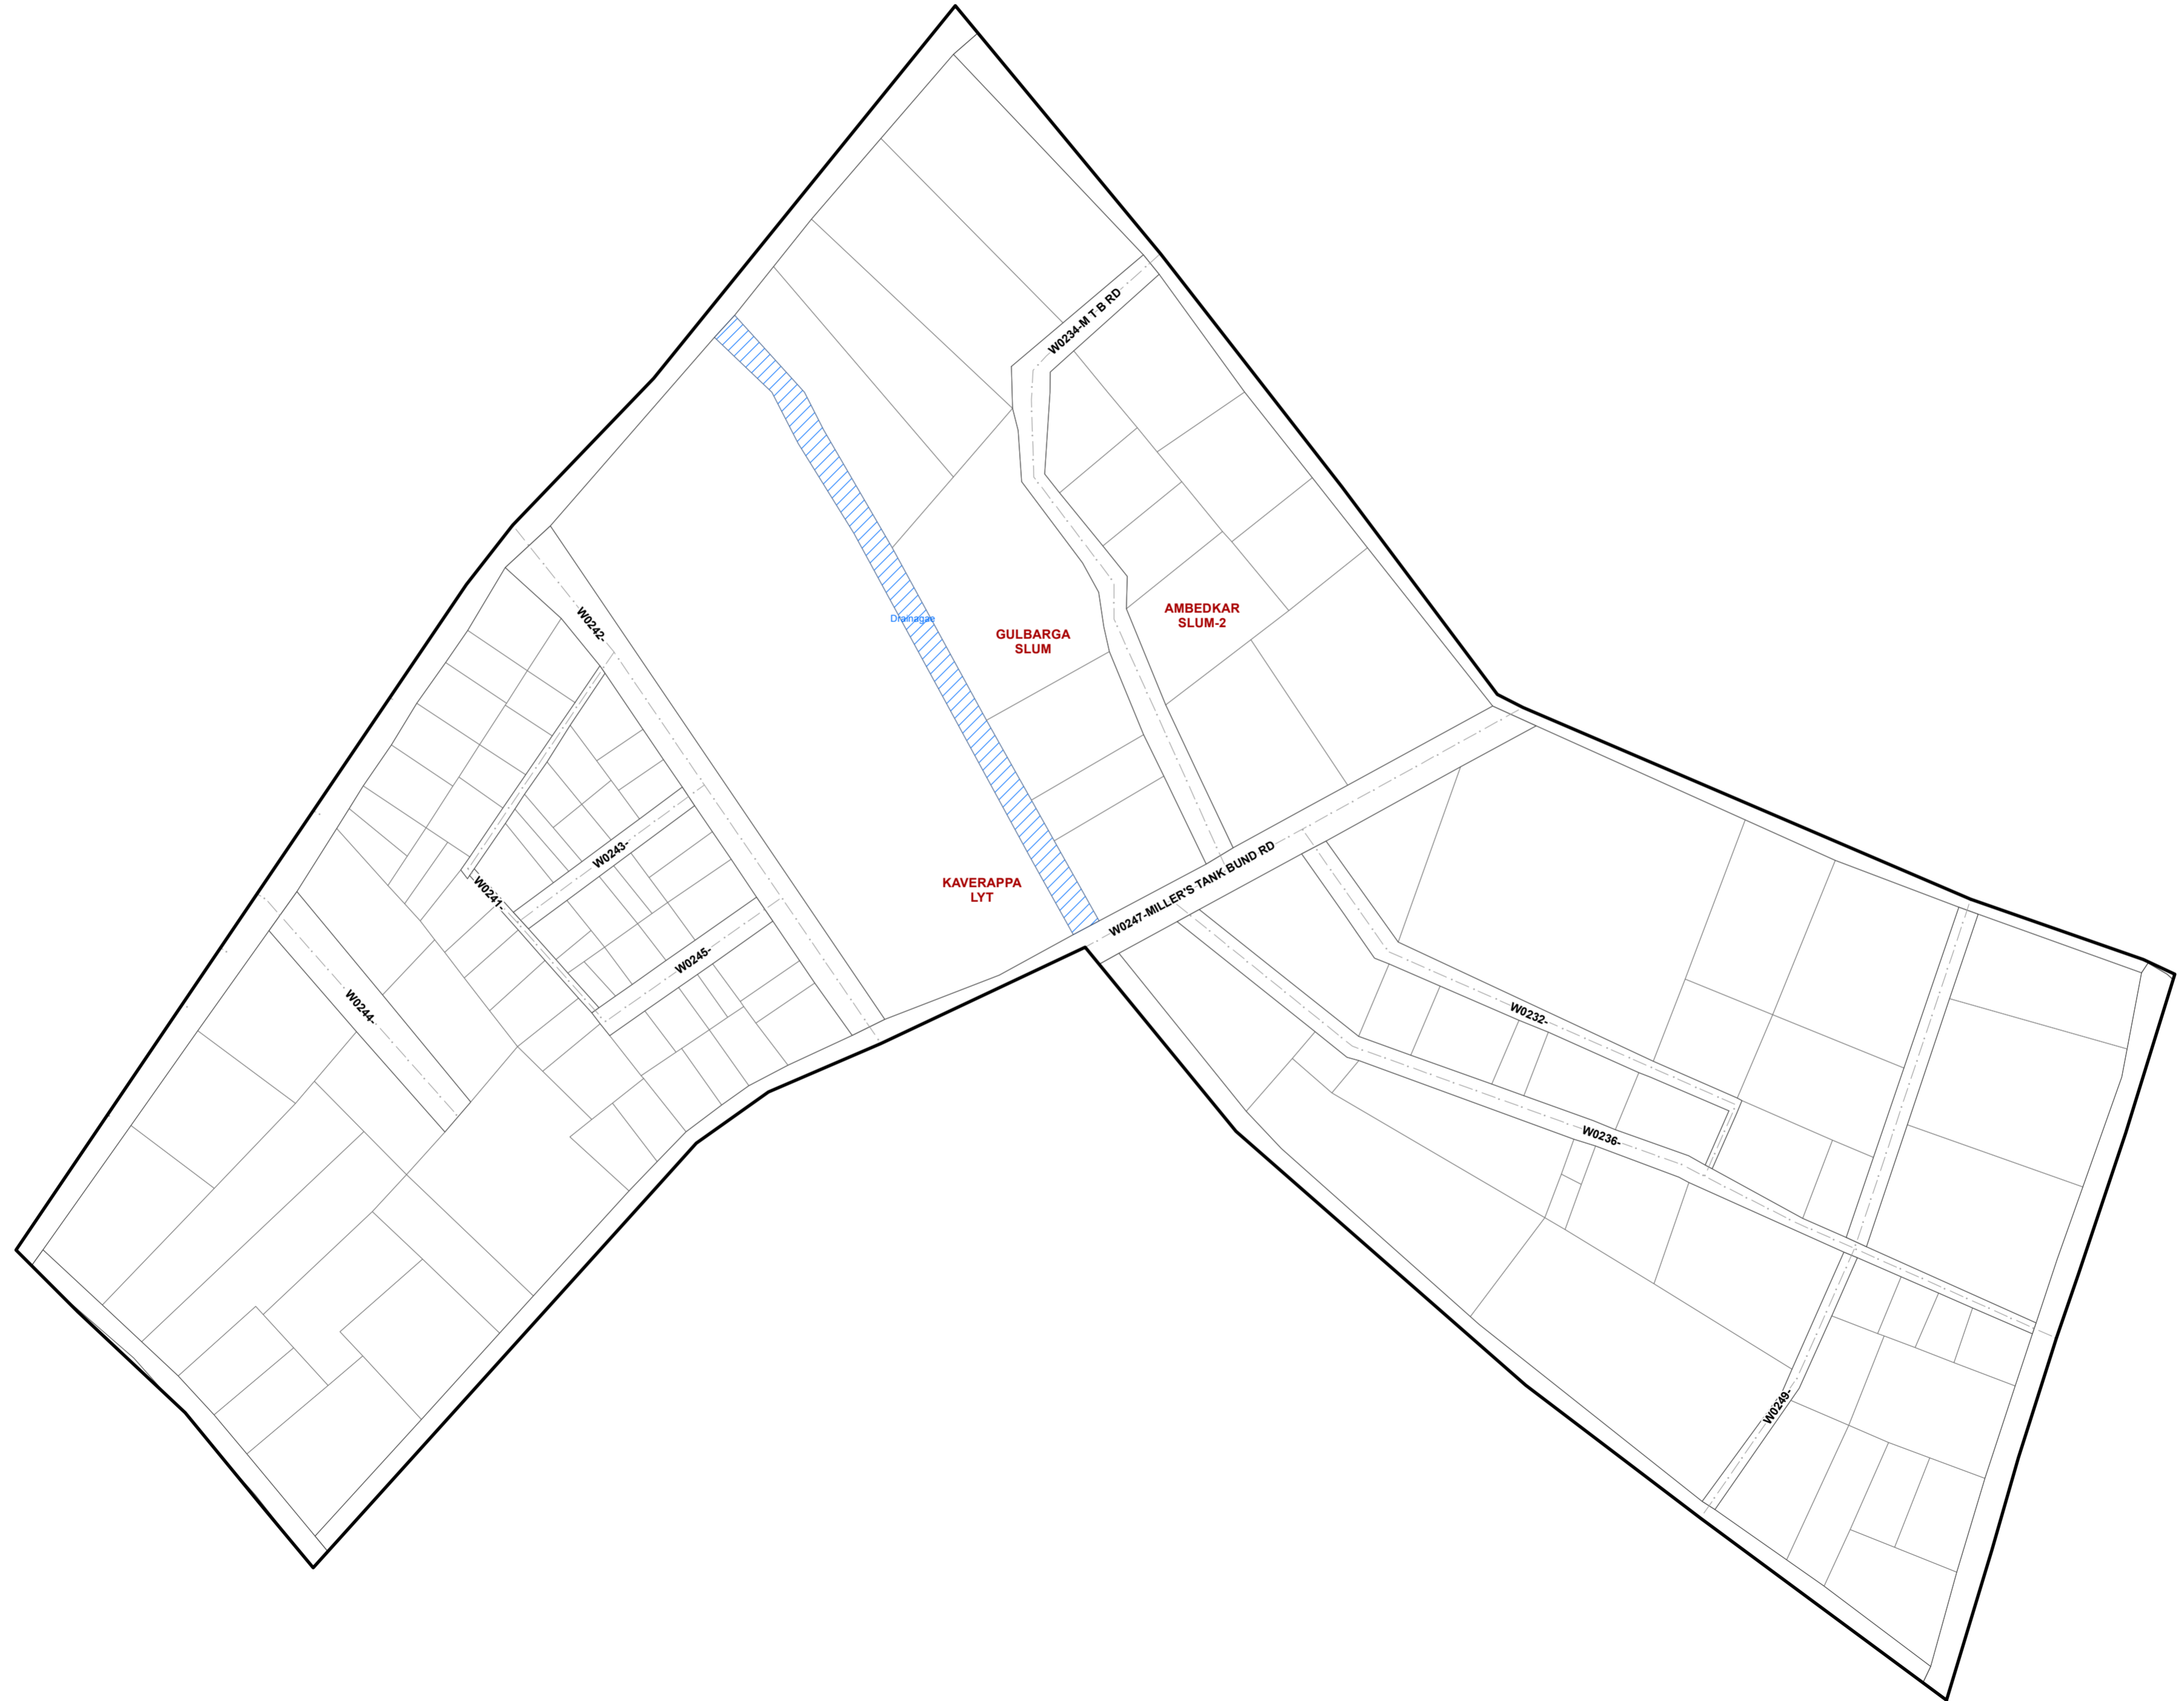 W0234-M T B RD
W0242-
Drainagae
AMBEDKAR
SLUM-2
GULBARGA
SLUM
W0243-
W0241-
KAVERAPPA
LYT
W0247-MILLER'S TANK BUND RD
W0245-
W0244-
W0232-
W0236-
W0249-